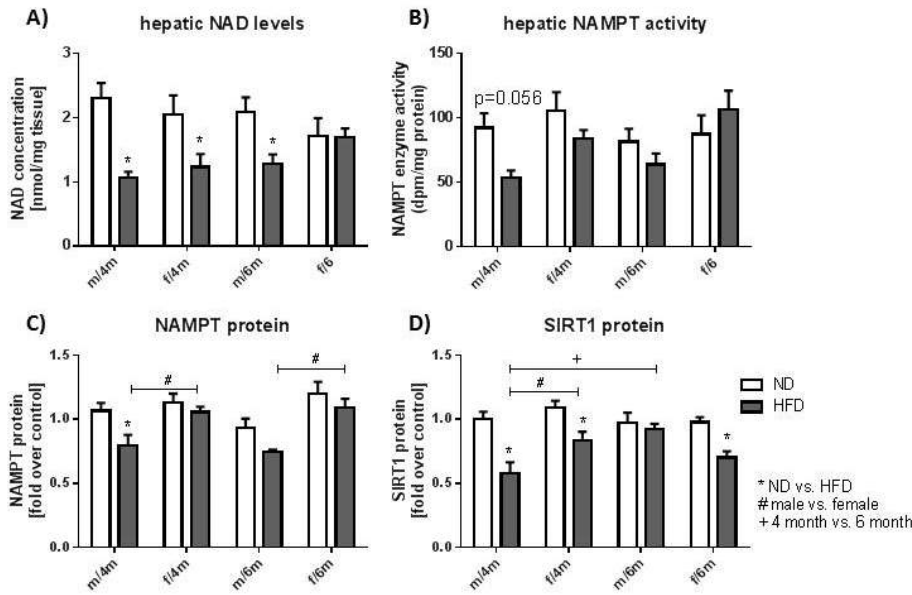 A)
hepatic NAD levels
NAD concentration
[nmol/mg tissue]
3
2
1
0
*
*
*
m/4m
f/4m
m/6m
f/6
B)
hepatic NAMPT activity
NAMPT enzyme activity
(dpm/mg protein)
150
100
50
0
p=0.056
m/4m
f/4m
m/6m
f/6
C)
NAMPT protein
NAMPT protein
[fold over control]
1.5
1.0
0.5
0.0
*
#
#
m/4m
f/4m
m/6m
f/6m
D)
SIRT1 protein
SIRT1 protein
[fold over control]
1.5
1.0
0.5
0.0
+
#
*
*
*
m/4m
f/4m
m/6m
f/6m
ND
HFD
* ND vs. HFD
# male vs. female
+ 4 month vs. 6 month